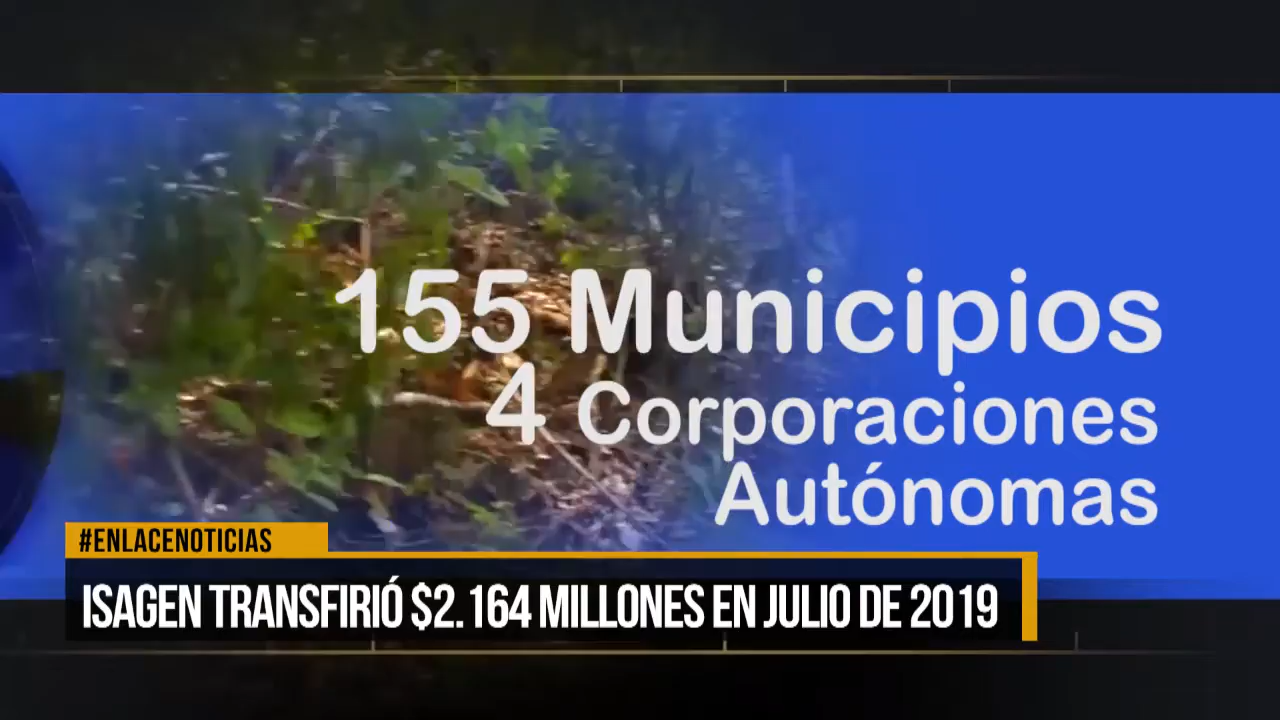 155 Municipios
4 Corporaciones
Autónomas
#ENLACENOTICIAS
ISAGEN TRANSFIRIÓ $2.164 MILLONES EN JULIO DE 2019